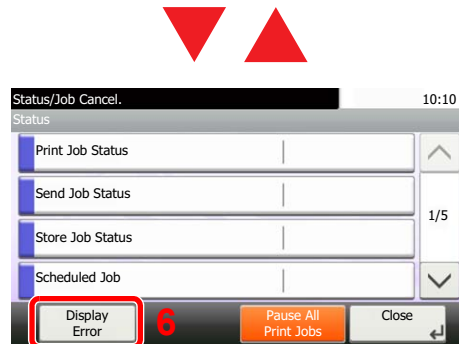 Status/Job Cancel. 10:10
Status
Print Job Status
Send Job Status
1/5
Store Job Status
Scheduled Job
Display
Error
6
Pause All
Print Jobs
Close